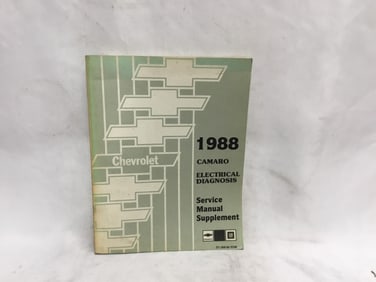 1988
CAMARO
Chevrolet
ELECTRICAL
DIAGNOSIS
Service
Manual
Supplement